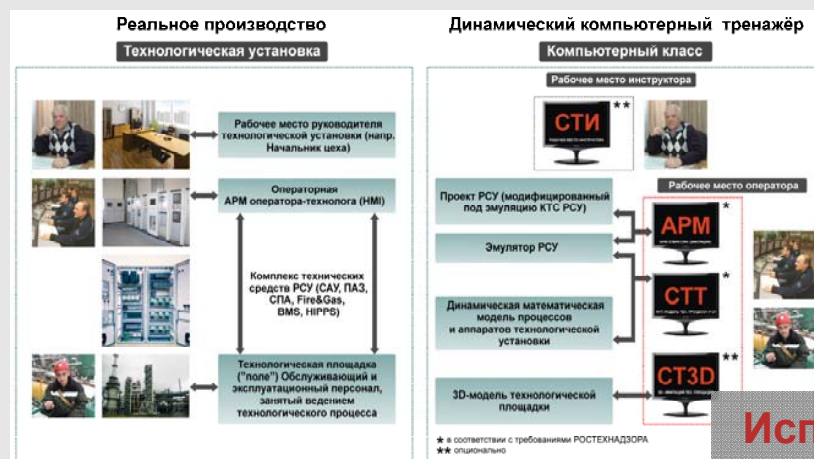 Реальное производство
Технологическая установка
Рабочее место руководителя
технологической установки (напр.
Начальник цеха)
Операторная
АРМ оператора-технолога (HMI)
Комплекс технических
средств РСУ (САУ, ПАЗ,
СПА, Fire&Gas,
BMS, HIPPS)
Технологическая площадка
("поле") Обслуживающий и
эксплуатационный персонал,
занятый ведением
технологического процесса
Динамический компьютерный тренажёр
Компьютерный класс
Рабочее место инструктора
СТИ
РАБОЧЕЕ МЕСТО ИНСТРУКТОРА
**
Рабочее место оператора
Проект РСУ (модифицированный
под эмуляцию КТС РСУ)
Эмулятор РСУ
АРМ
*
Динамическая математическая
модель процессов
и аппаратов технологической
установки
СТТ
*
3D-модель технологической
площадки
СТ3D
**
* в соответствии с требованиями РОСТЕХНАДЗОРА
** опционально
Исп